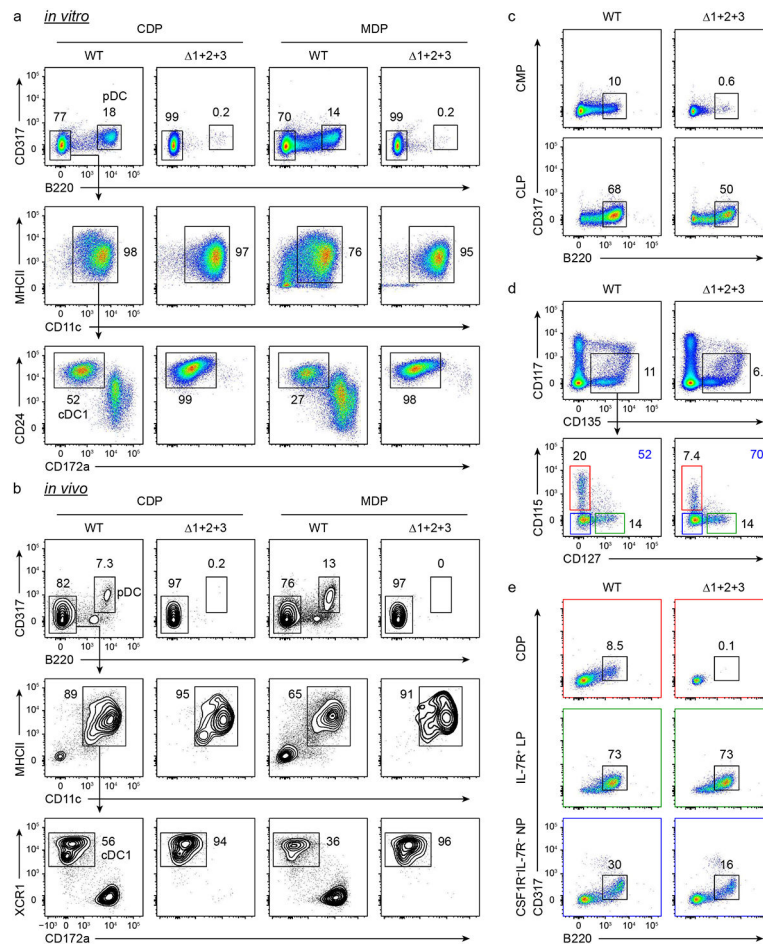 a in vitro
CDP MDP
WT Δ1+2+3 WT Δ1+2+3
pDC
77 18 99 0.2 70 14 99 0.2
CD317
B220
98 97 76 95
MHCII
CD11c
52 cDC1 99 27 98
CD24
CD172a
b in vivo
CDP MDP
WT Δ1+2+3 WT Δ1+2+3
82 7.3 pDC 97 0.2 76 13 97 0
CD317
B220
89 95 65 91
MHCII
CD11c
56 cDC1 94 36 96
XCR1
CD172a
c
WT Δ1+2+3
CMP 10 0.6
CLP 68 50
CD317
B220
d
WT Δ1+2+3
11 6.
CD117
CD135
20 52 7.4 70
14 14
CD115
CD127
e
WT Δ1+2+3
CDP 8.5 0.1
IL-7R⁺ LP 73 73
CSF1R⁻IL-7R⁻ NP 30 16
CD317
B220